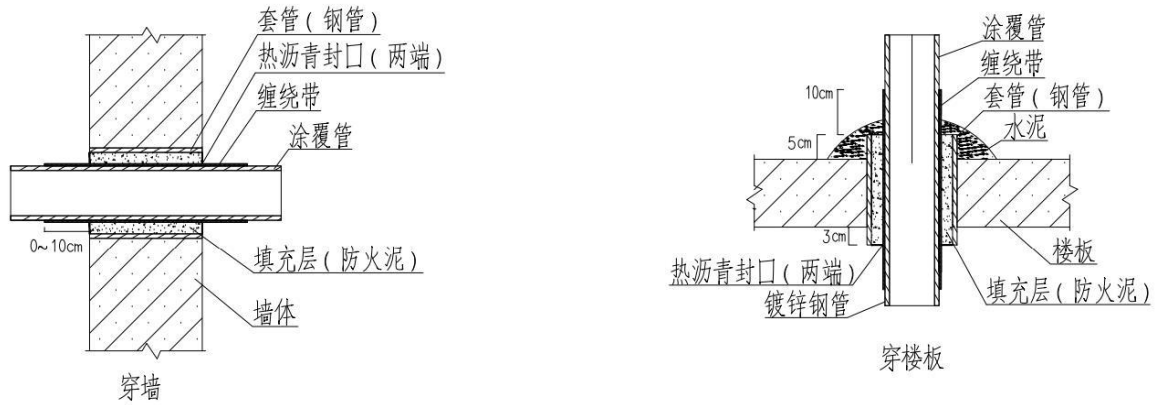 套管(钢管)
热沥青封口(两端)
缠绕带
涂覆管
0~10cm
填充层(防火泥)
墙体
穿墙
涂覆管
缠绕带
10cm
套管(钢管)
水泥
5cm
3cm
楼板
热沥青封口(两端)
填充层(防火泥)
镀锌钢管
穿楼板